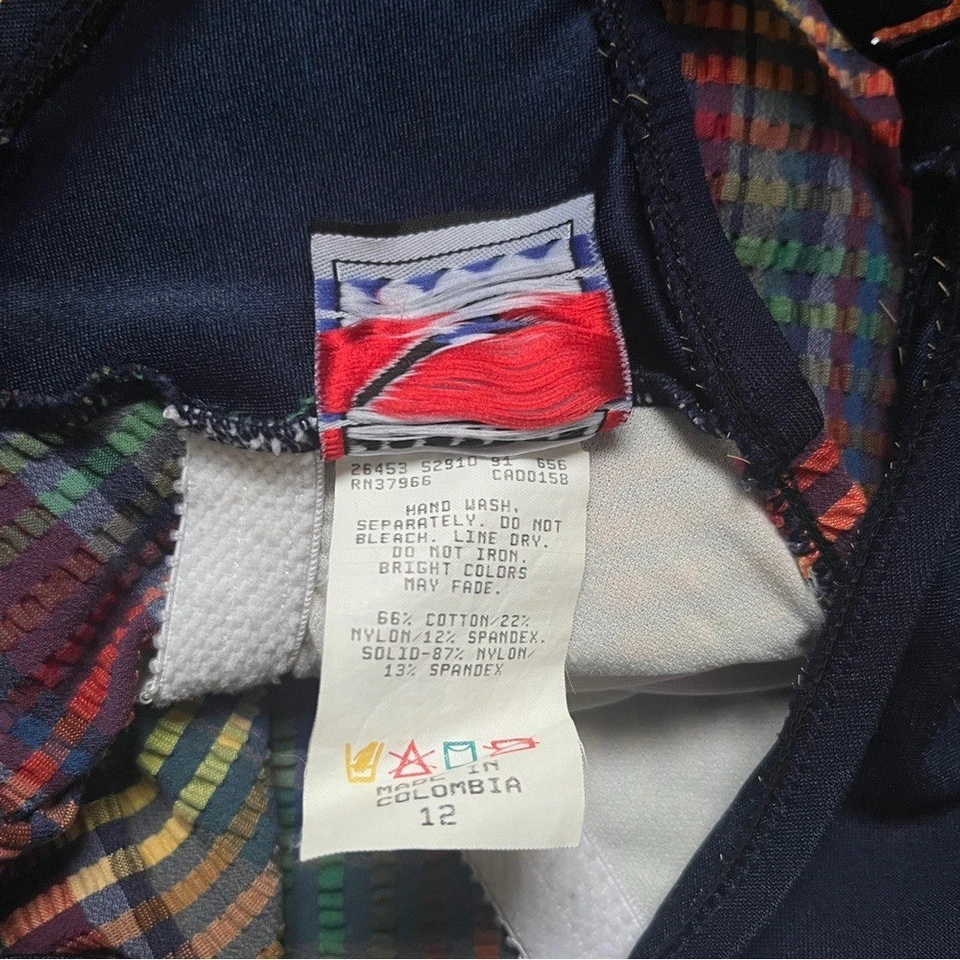 26453 52910 91 656
RN37966 CA00158
HAND WASH,
SEPARATELY. DO NOT
BLEACH. LINE DRY.
DO NOT IRON.
BRIGHT COLORS
MAY FADE.
66% COTTON/22%
NYLON/12% SPANDEX.
SOLID-87% NYLON/
13% SPANDEX
MADE IN
COLOMBIA
12